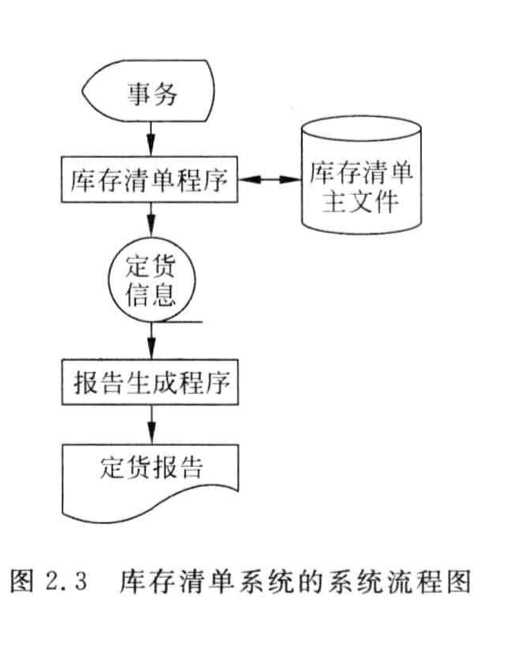 事务
库存清单程序
库存清单
主文件
定货
信息
报告生成程序
定货报告
图 2.3 库存清单系统的系统流程图